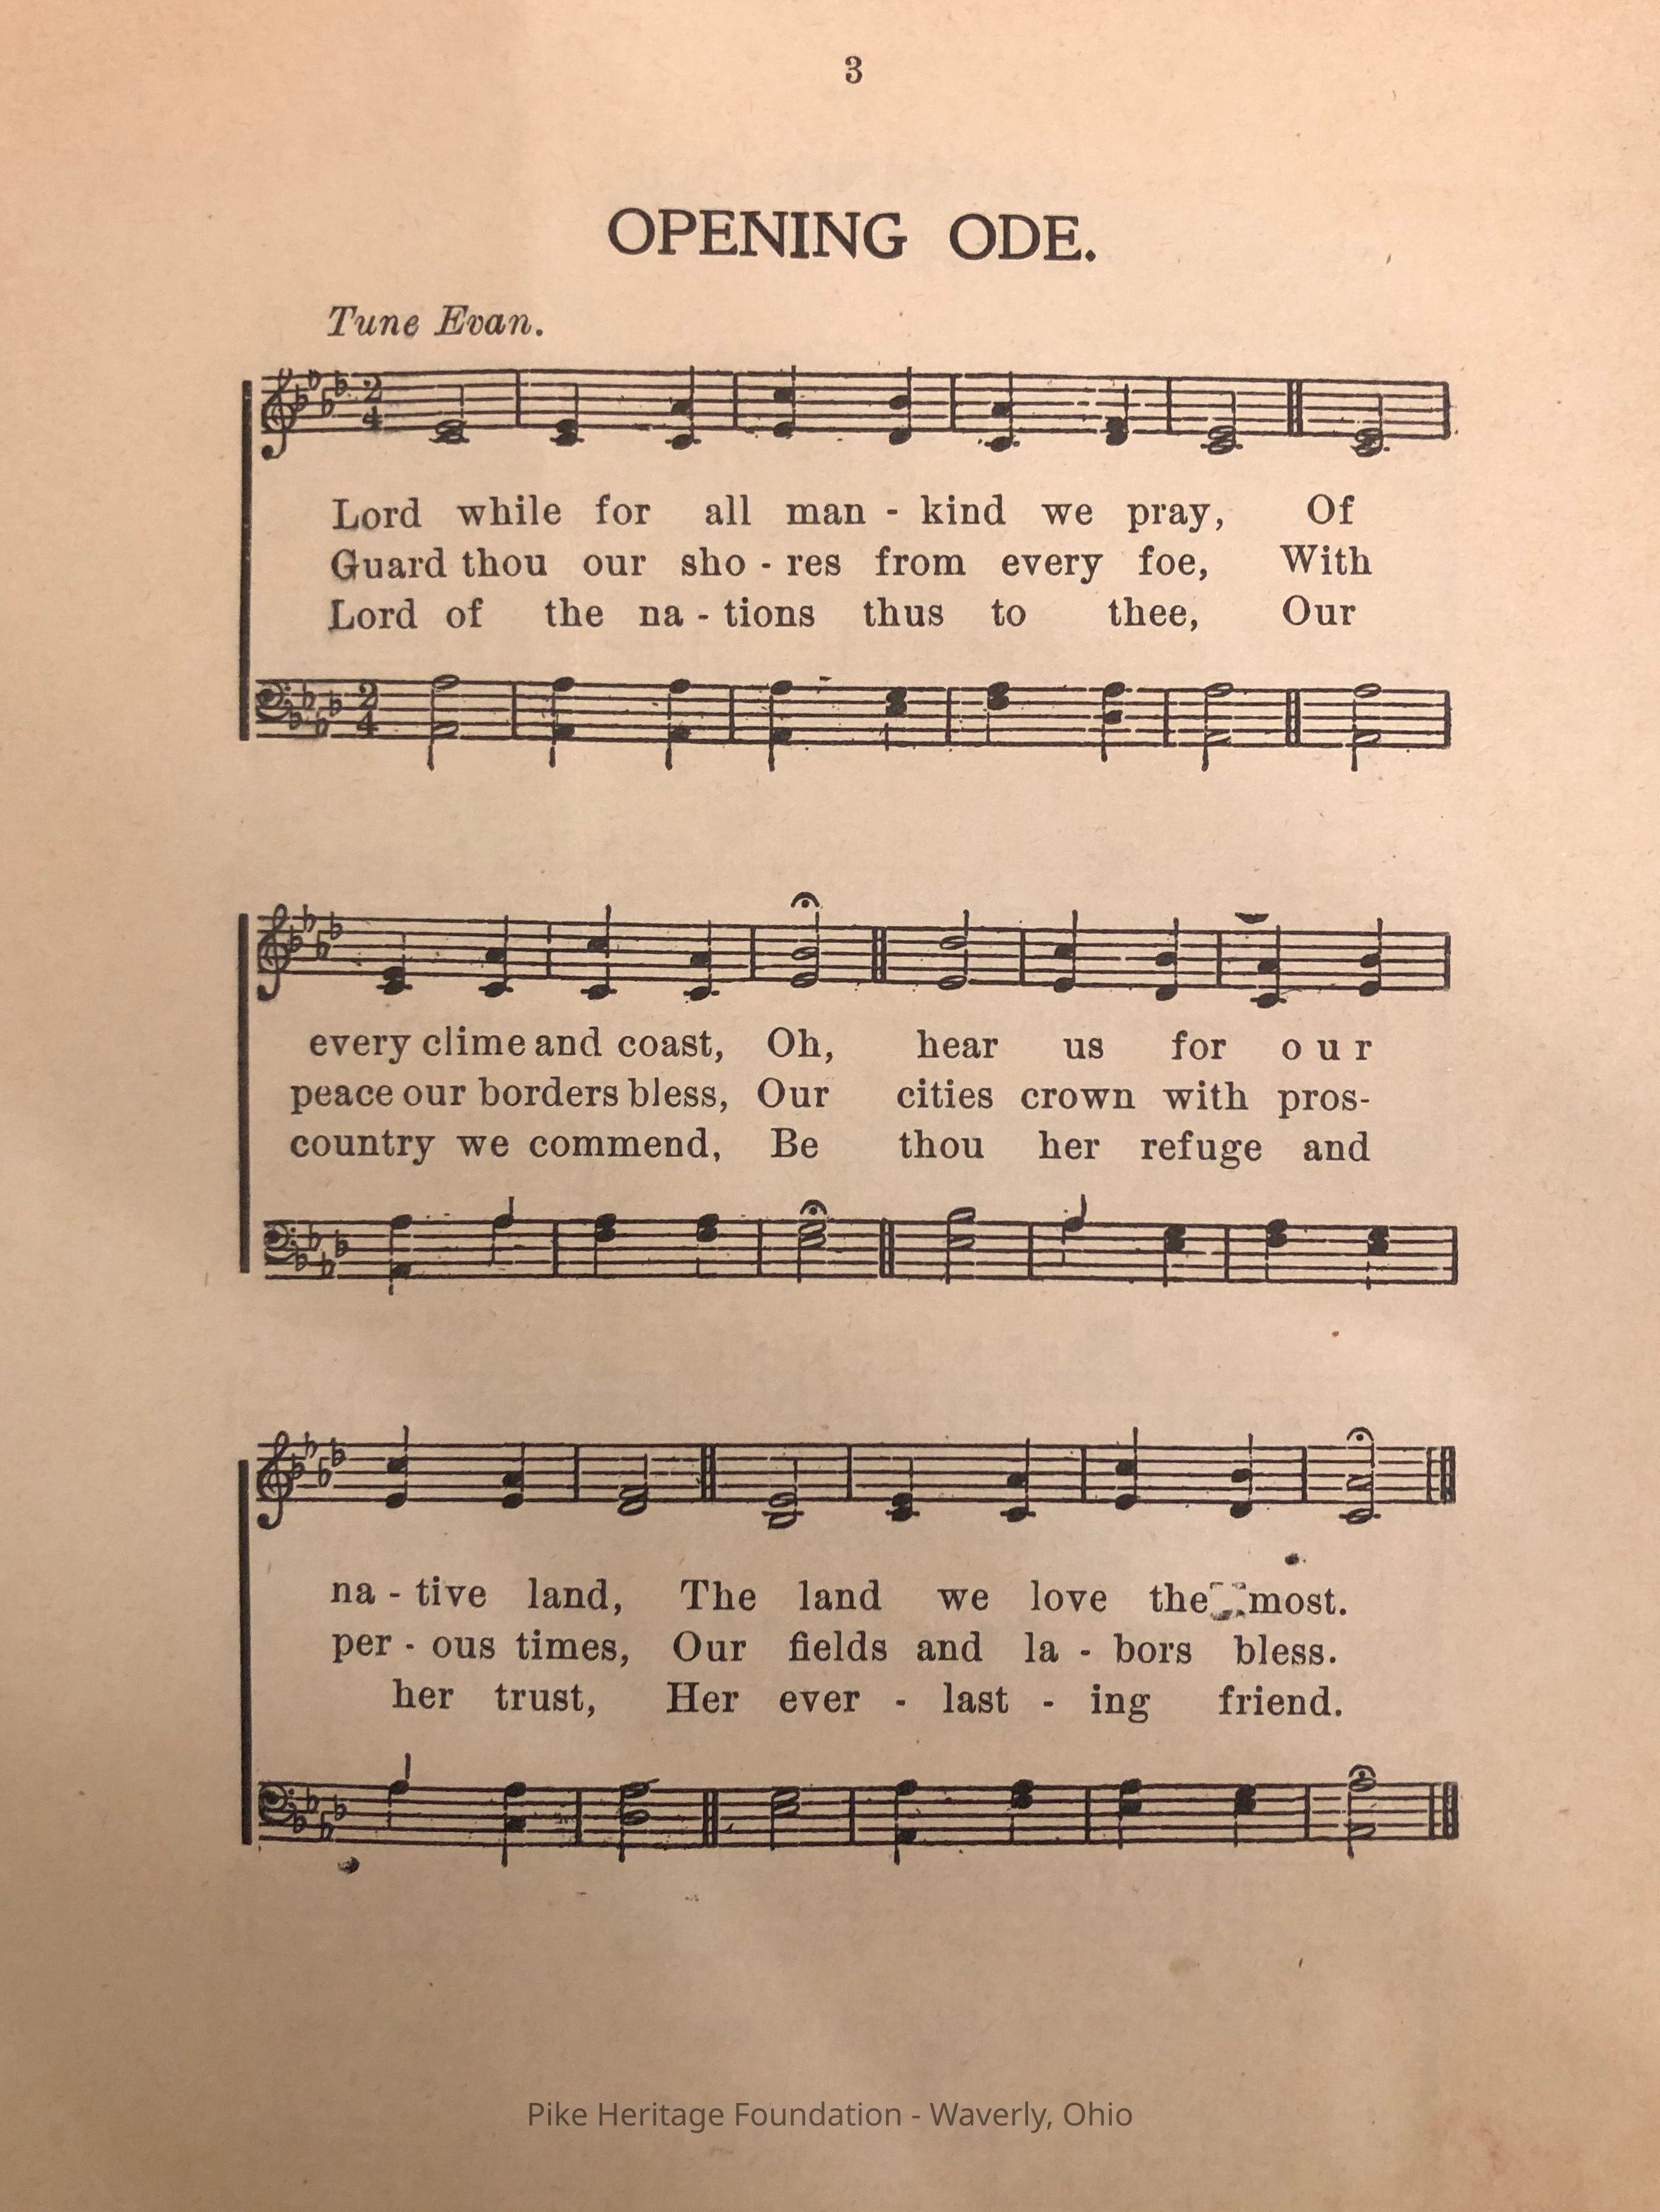 3
OPENING ODE.
Tune Evan.
2
4
Lord while for all man - kind we pray, Of
Guard thou our sho - res from every foe, With
Lord of the na - tions thus to thee, Our
2
4
every clime and coast, Oh, hear us for our
peace our borders bless, Our cities crown with pros-
country we commend, Be thou her refuge and
na - tive land, The land we love the most.
per - ous times, Our fields and la - bors bless.
her trust, Her ever - last - ing friend.
Pike Heritage Foundation - Waverly, Ohio